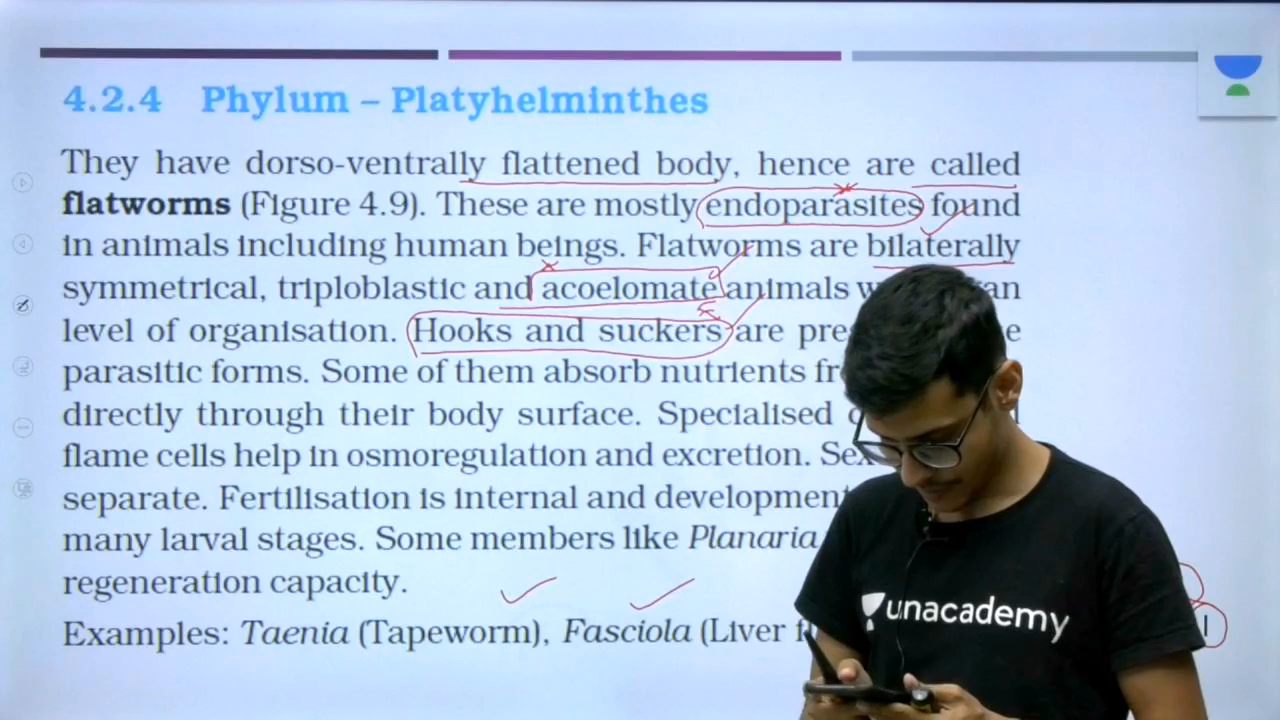 4.2.4 Phylum – Platyhelminthes
They have dorso-ventrally flattened body, hence are called
flatworms (Figure 4.9). These are mostly endoparasites found
in animals including human beings. Flatworms are bilaterally
symmetrical, triploblastic and acoelomate animals
level of organisation. Hooks and suckers are
parasitic forms. Some of them absorb nutrients
directly through their body surface. Specialised
flame cells help in osmoregulation and excretion.
separate. Fertilisation is internal and development
many larval stages. Some members like Planaria
regeneration capacity.
Examples: Taenia (Tapeworm), Fasciola (Liver
unacademy